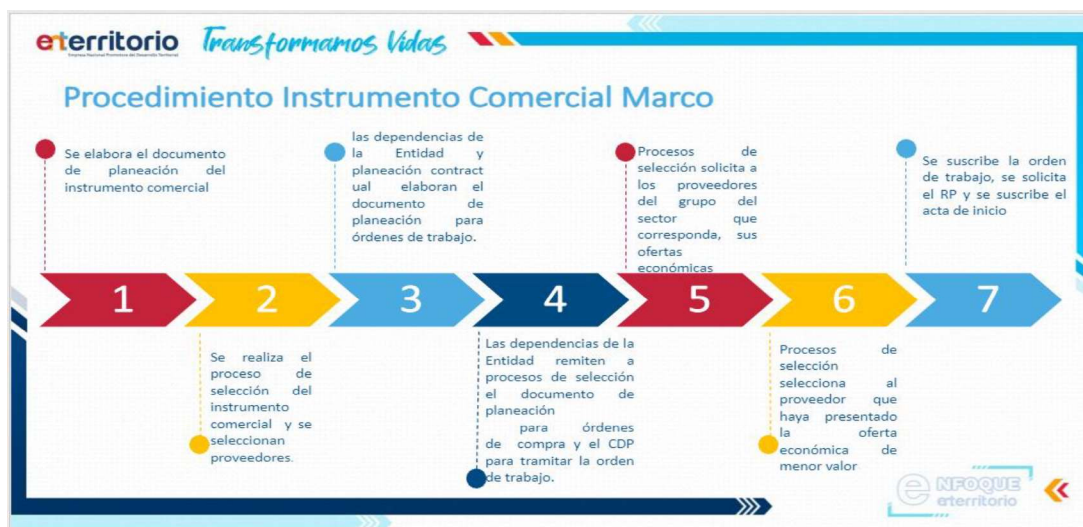 eterritorio Transformamos Vidas
Empresa Nacional Promotora del Desarrollo Territorial
Procedimiento Instrumento Comercial Marco
Se elabora el documento
de planeación del
instrumento comercial
las dependencias de
la Entidad y
planeación contract
ual elaboran el
documento de
planeación para
órdenes de trabajo.
Procesos de
selección solicita a
los proveedores
del grupo del
sector que
corresponda, sus
ofertas
económicas
Se suscribe la orden
de trabajo, se solicita
el RP y se suscribe el
acta de inicio
1 2 3 4 5 6 7
Se realiza el
proceso de
selección del
instrumento
comercial y se
seleccionan
proveedores.
Las dependencias de la
Entidad remiten a
procesos de selección
el documento de
planeación
para órdenes
de compra y el CDP
para tramitar la orden
de trabajo.
Procesos de
selección
selecciona al
proveedor que
haya presentado
la oferta
económica de
menor valor
eNFOQUE
eterritorio